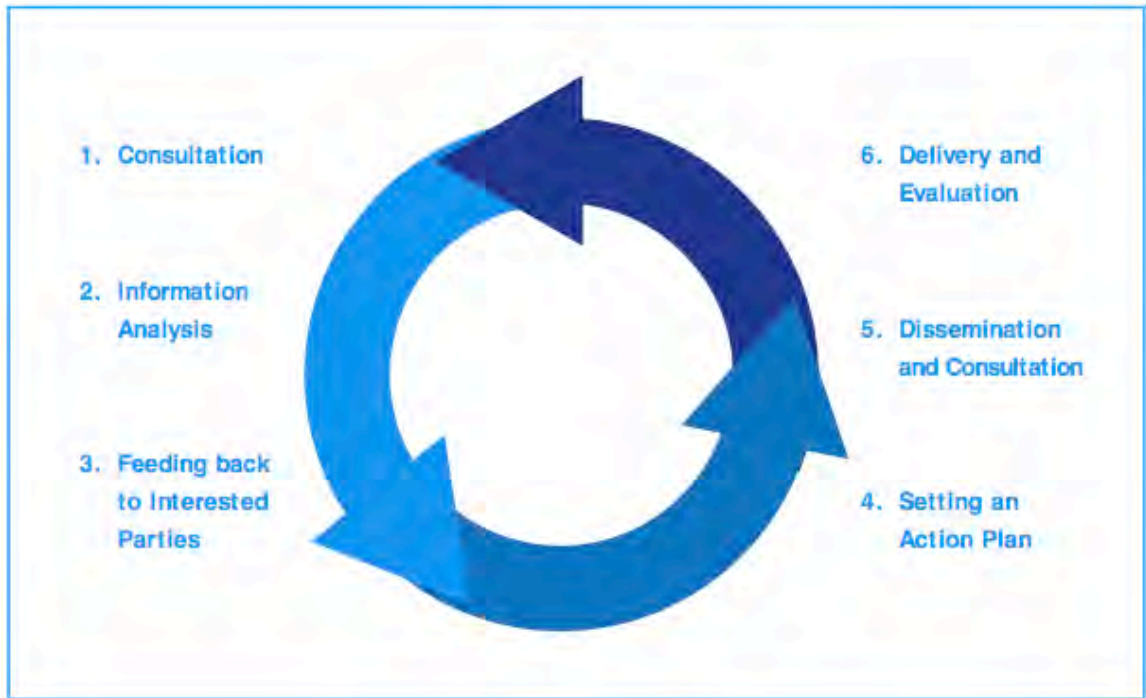 1. Consultation
2. Information
Analysis
3. Feeding back
to Interested
Parties
4. Setting an
Action Plan
5. Dissemination
and Consultation
6. Delivery and
Evaluation